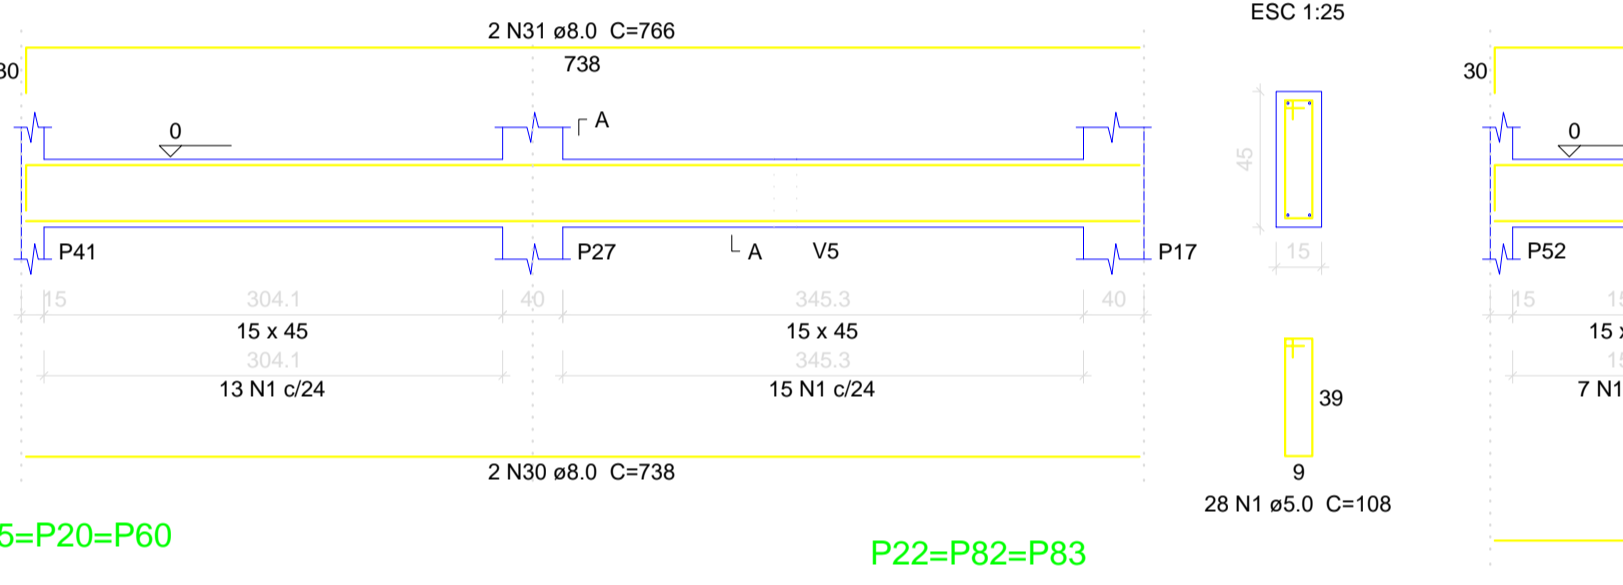 ESC 1:25
2 N31 ø8.0 C=766
738
30
A
0
45
P41
P27
A
V5
P17
15
15
304.1
40
345.3
40
15 x 45
15 x 45
304.1
345.3
13 N1 c/24
15 N1 c/24
39
9
2 N30 ø8.0 C=738
28 N1 ø5.0 C=108
5=P20=P60
P22=P82=P83
30
0
P52
15
15
15 x
15
7 N1